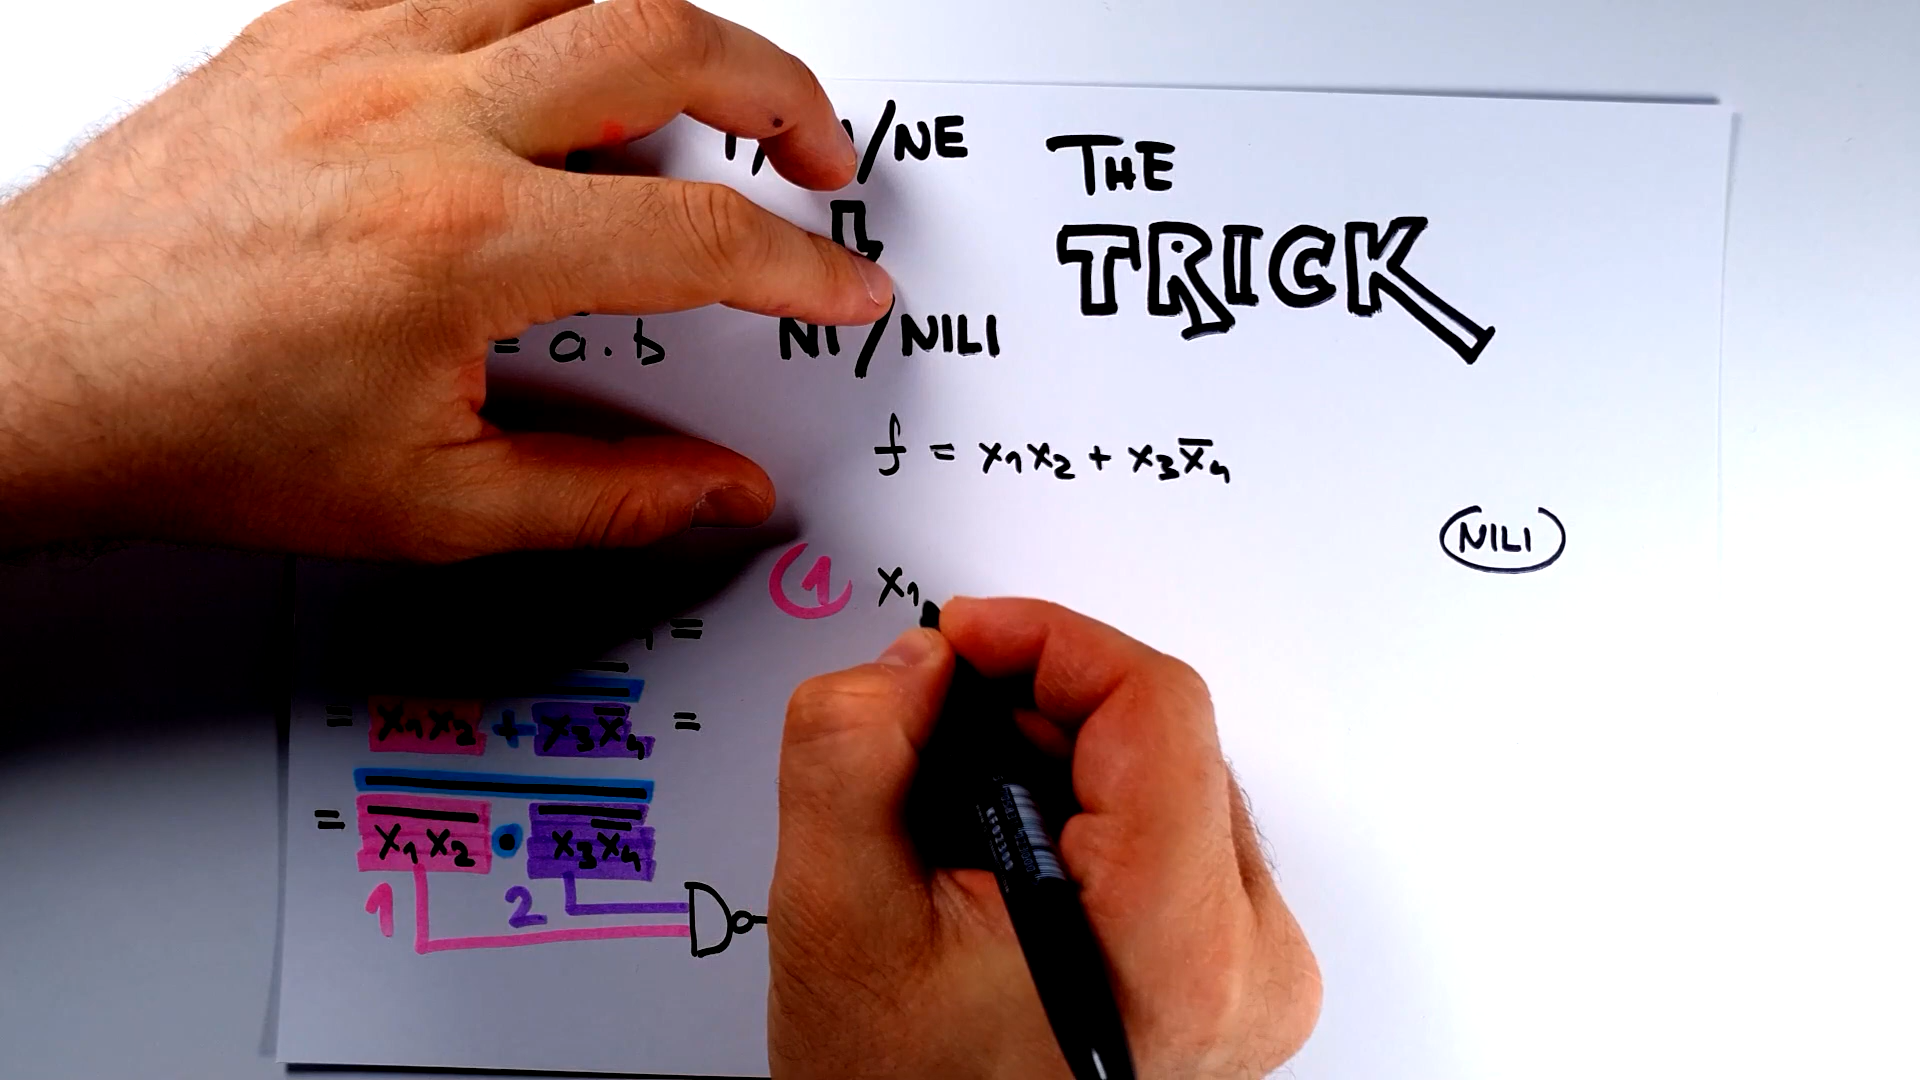 /NE
THE
TRICK
= a . b
NI/NILI
f = x₁x₂ + x₃x̅₄
NILI
1 x₁
=
= x₁x₂ + x₃x̅₄ =
= x₁x₂ • x₃x̅₄
1 2